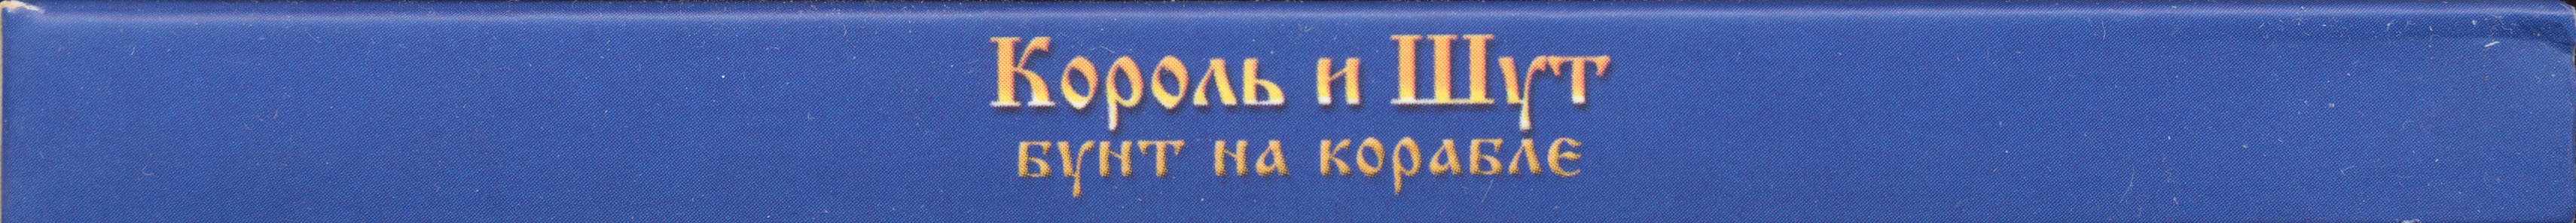 Король и Шут
бунт на корабле